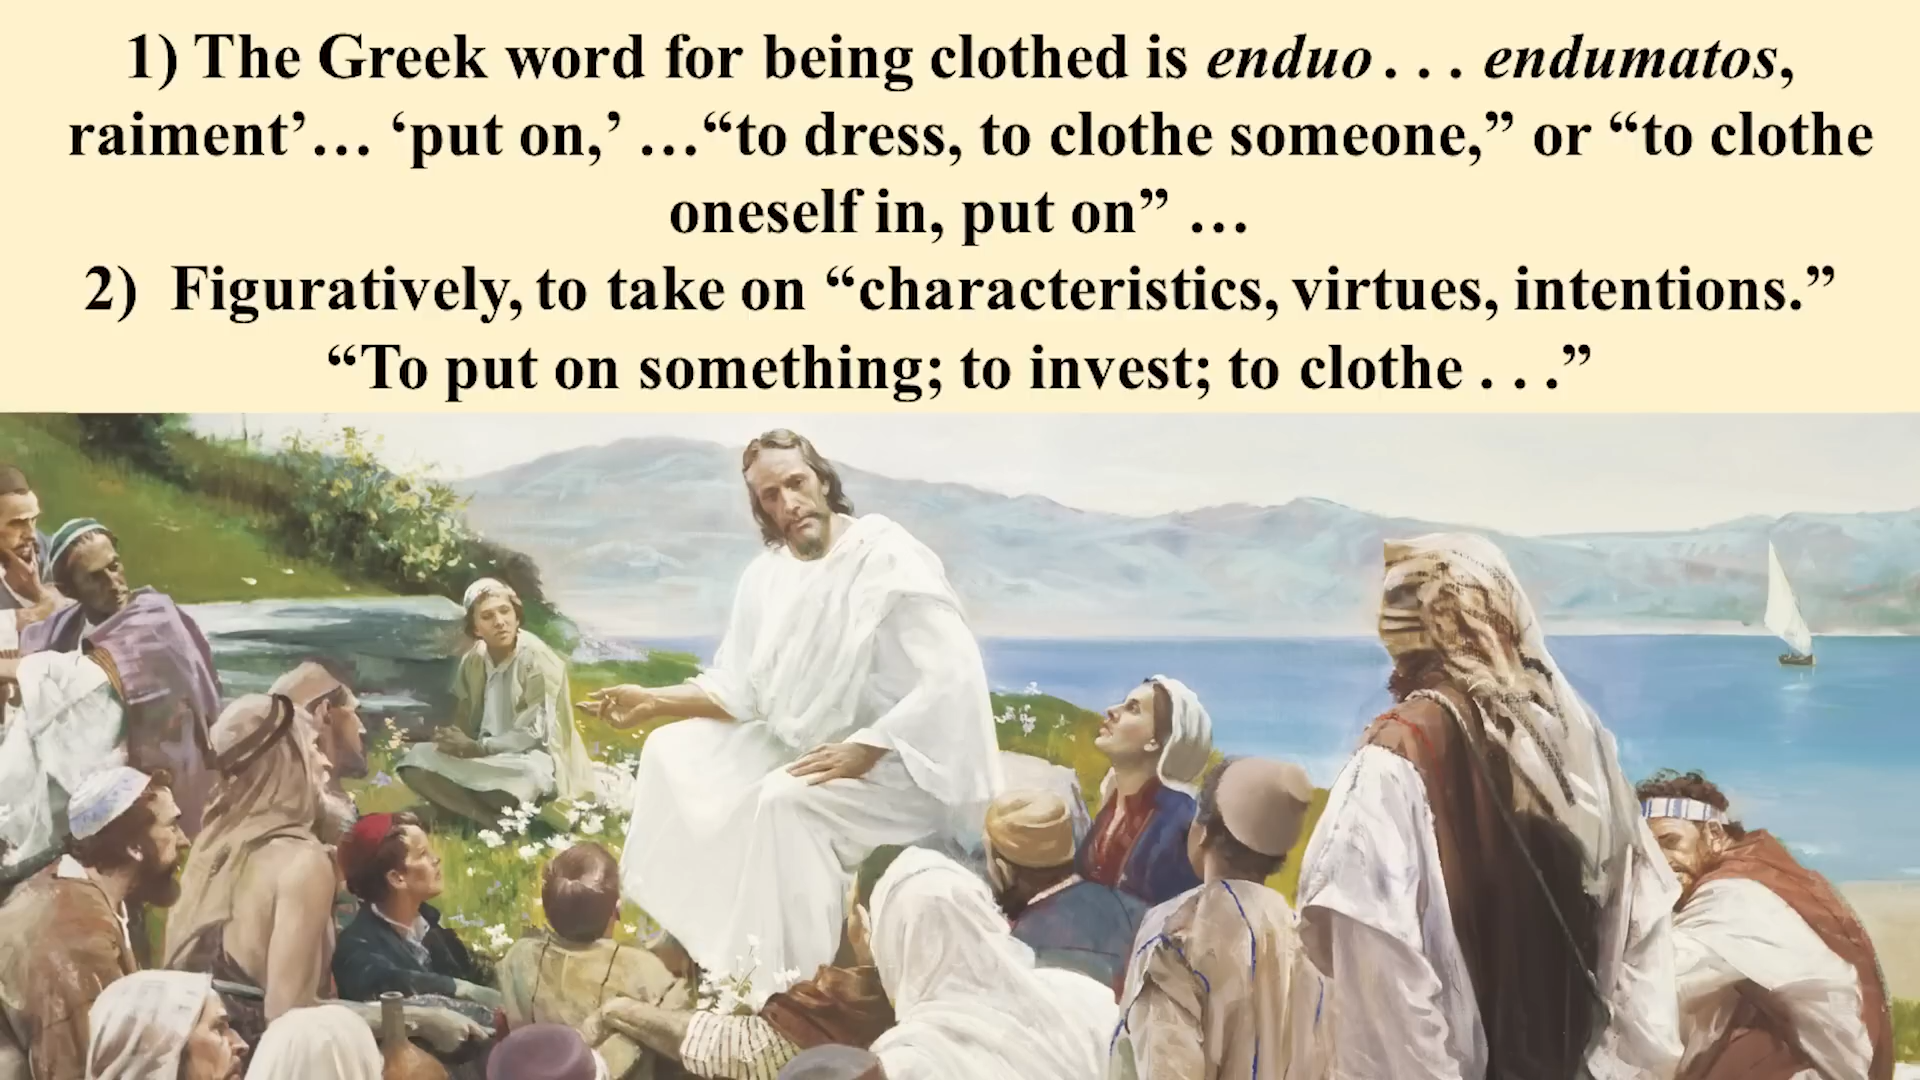 1) The Greek word for being clothed is enduo . . . endumatos,
raiment’… ‘put on,’ …“to dress, to clothe someone,” or “to clothe
oneself in, put on” …
2) Figuratively, to take on “characteristics, virtues, intentions.”
“To put on something; to invest; to clothe . . .”